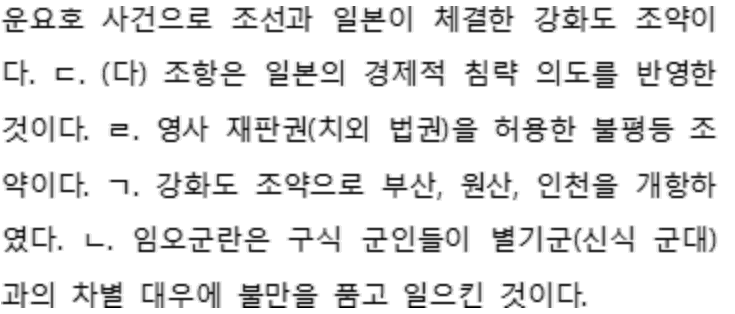 운요호 사건으로 조선과 일본이 체결한 강화도 조약이
다. ㄷ. (다) 조항은 일본의 경제적 침략 의도를 반영한
것이다. ㄹ. 영사 재판권(치외 법권)을 허용한 불평등 조
약이다. ㄱ. 강화도 조약으로 부산, 원산, 인천을 개항하
였다. ㄴ. 임오군란은 구식 군인들이 별기군(신식 군대)
과의 차별 대우에 불만을 품고 일으킨 것이다.